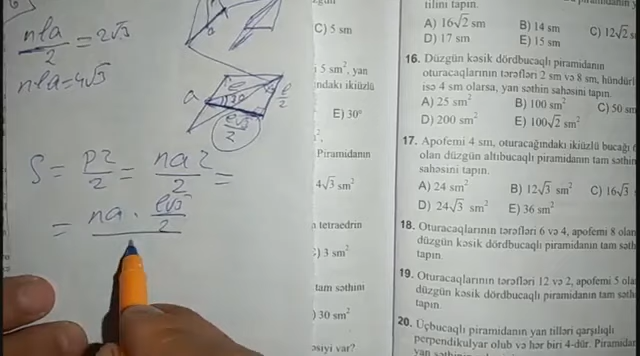 nla/2 = 2√3
nla = 4√3
a
l
30°
l/2
l√3/2
S = Pr/2 = nar/2 =
= na · l√3/2
C) 5 sm
5 sm², yan
E) 30°
Piramidanın
4√3 sm²
tetraedrin
3 sm²
tam səthini
30 sm²
var?
tilini tapın.
A) 16√2 sm B) 14 sm C) 12√2 s
D) 17 sm E) 15 sm
16. Düzgün kəsik dördbucaqlı piramidanın
oturacaqlarının tərəfləri 2 sm və 8 sm, hündürl
isə 4 sm olarsa, yan səthin sahəsini tapın.
A) 25 sm² B) 100 sm² C) 50 sm
D) 200 sm² E) 100√2 sm²
17. Apofemi 4 sm, oturacağındakı ikiüzlü bucağı
olan düzgün altıbucaqlı piramidanın tam səthin
sahəsini tapın.
A) 24 sm² B) 12√3 sm² C) 16√3
D) 24√3 sm² E) 36 sm²
18. Oturacaqlarının tərəfləri 6 və 4, apofemi 8 olan
düzgün kəsik dördbucaqlı piramidanın tam səth
tapın.
19. Oturacaqlarının tərəfləri 12 və 2, apofemi 5 ola
düzgün kəsik dördbucaqlı piramidanın tam səth
tapın.
20. Üçbucaqlı piramidanın yan tilləri qarşılıqlı
perpendikulyar olub və hər biri 4-dür. Piramidan
yan səthinin